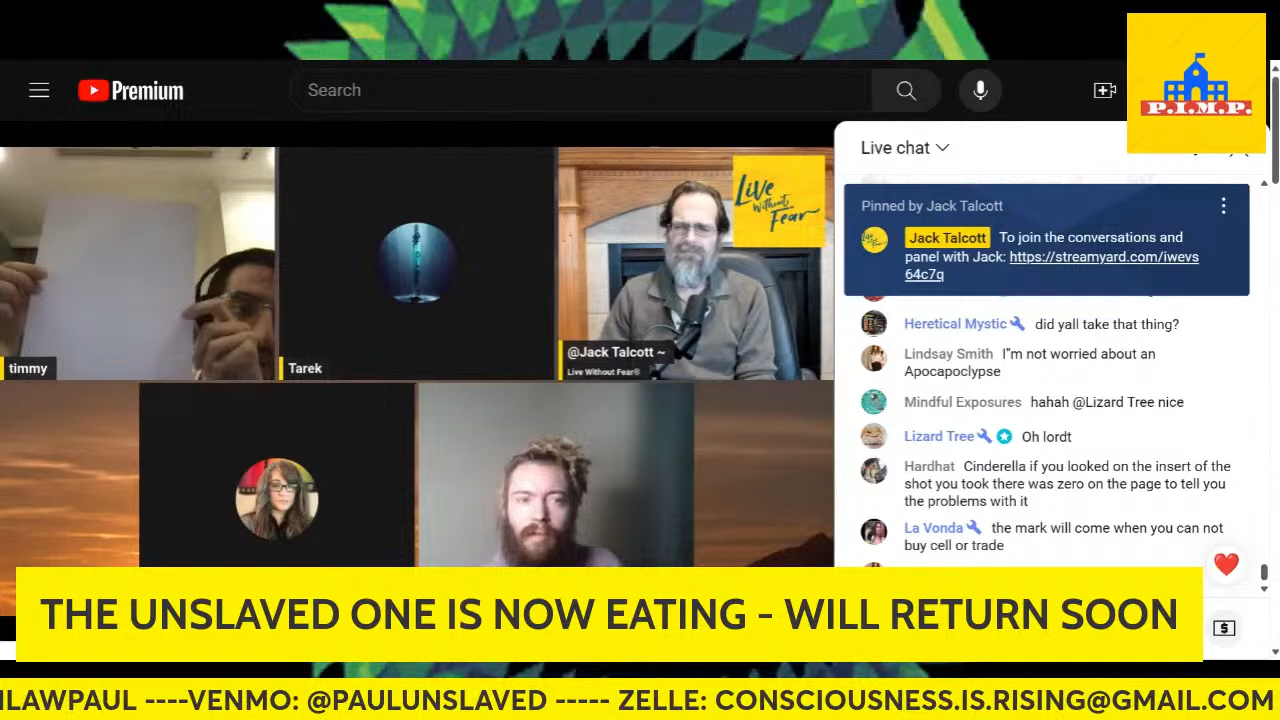 Premium
Search
P.I.M.P.
Live chat
Pinned by Jack Talcott
Jack Talcott To join the conversations and
panel with Jack: https://streamyard.com/iwevs
64c7q
Live
Without
Fear
timmy
Tarek
@Jack Talcott ~
Live Without Fear®
Heretical Mystic did yall take that thing?
Lindsay Smith I"m not worried about an
Apocapoclypse
Mindful Exposures hahah @Lizard Tree nice
Lizard Tree Oh lordt
Hardhat Cinderella if you looked on the insert of the
shot you took there was zero on the page to tell you
the problems with it
La Vonda the mark will come when you can not
buy cell or trade
THE UNSLAVED ONE IS NOW EATING - WILL RETURN SOON
ILAWPAUL ----VENMO: @PAULUNSLAVED ----- ZELLE: CONSCIOUSNESS.IS.RISING@GMAIL.COM